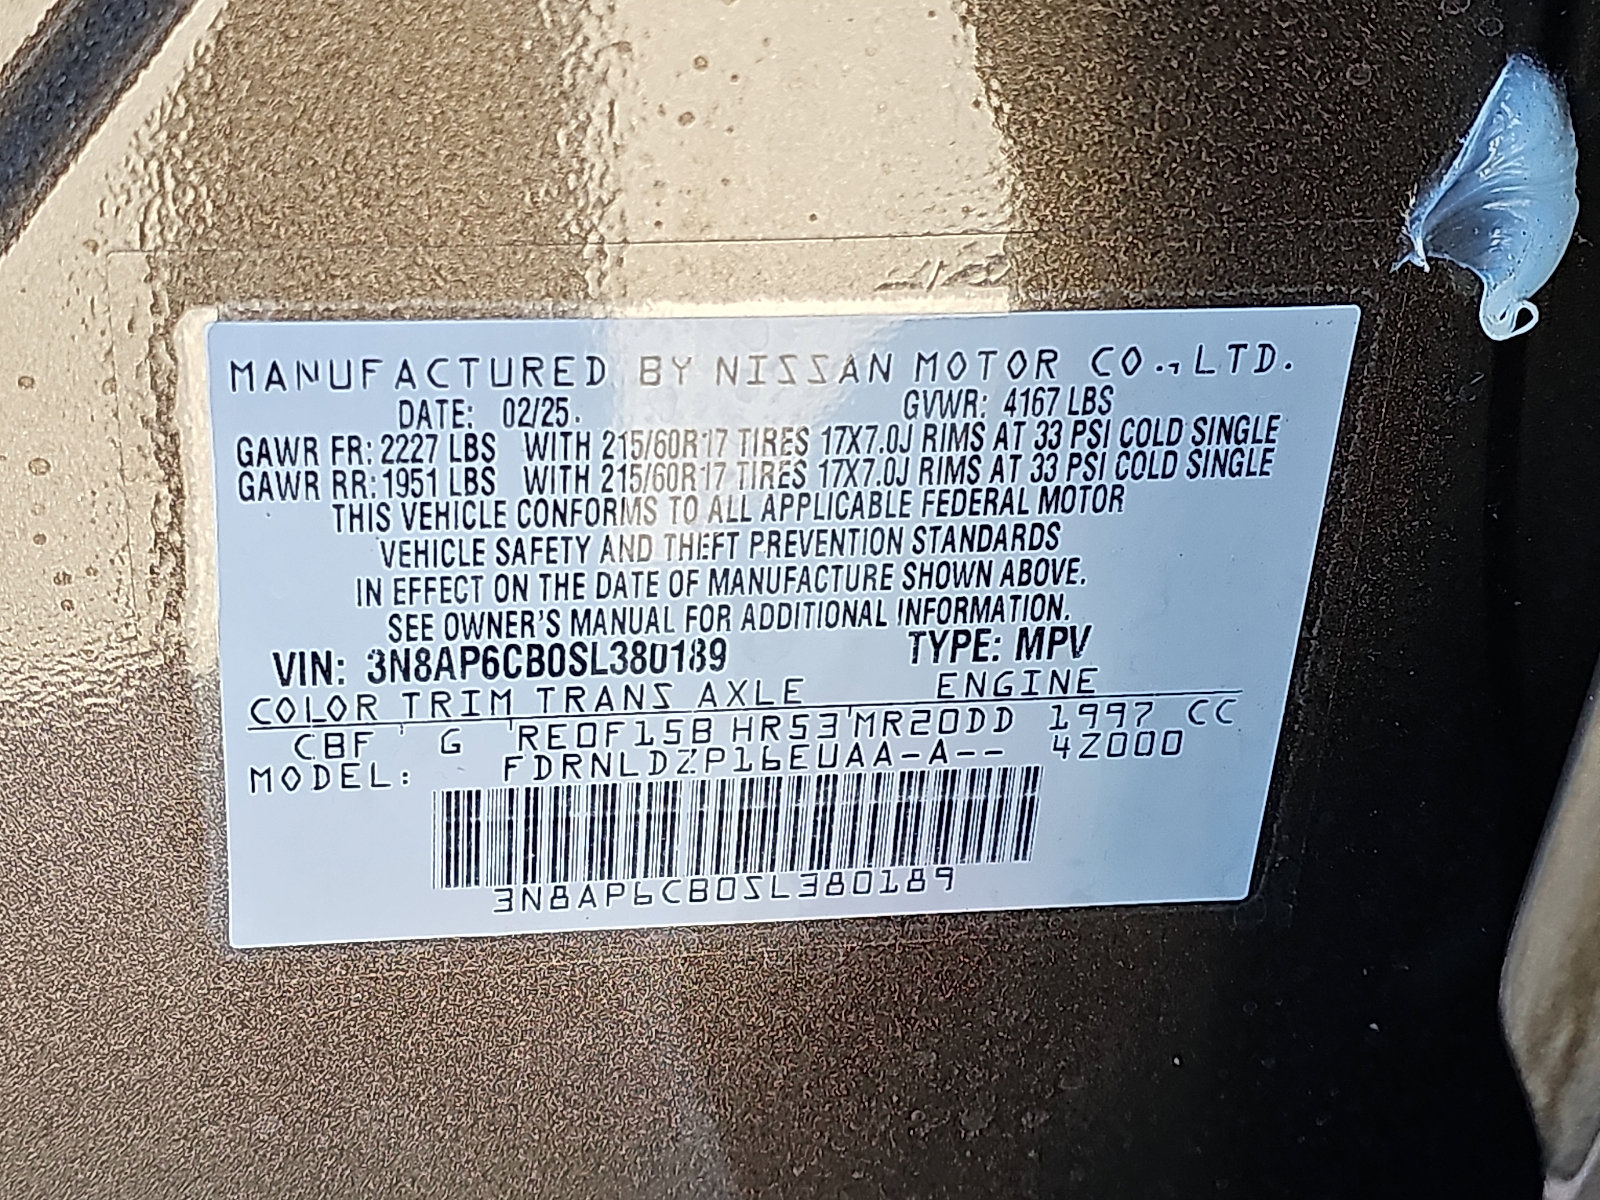 MANUFACTURED BY NISSAN MOTOR CO., LTD.
DATE: 02/25. GVWR: 4167 LBS
GAWR FR: 2227 LBS WITH 215/60R17 TIRES 17X7.0J RIMS AT 33 PSI COLD SINGLE
GAWR RR: 1951 LBS WITH 215/60R17 TIRES 17X7.0J RIMS AT 33 PSI COLD SINGLE
THIS VEHICLE CONFORMS TO ALL APPLICABLE FEDERAL MOTOR
VEHICLE SAFETY AND THEFT PREVENTION STANDARDS
IN EFFECT ON THE DATE OF MANUFACTURE SHOWN ABOVE.
SEE OWNER'S MANUAL FOR ADDITIONAL INFORMATION.
VIN: 3N8AP6CB0SL380189 TYPE: MPV
COLOR TRIM TRANS AXLE ENGINE
CBF G RE0F15B HR53 MR20DD 1997 CC
MODEL: FDRNLDZP16EUAA-A-- 42000
3N8AP6CB0SL380189